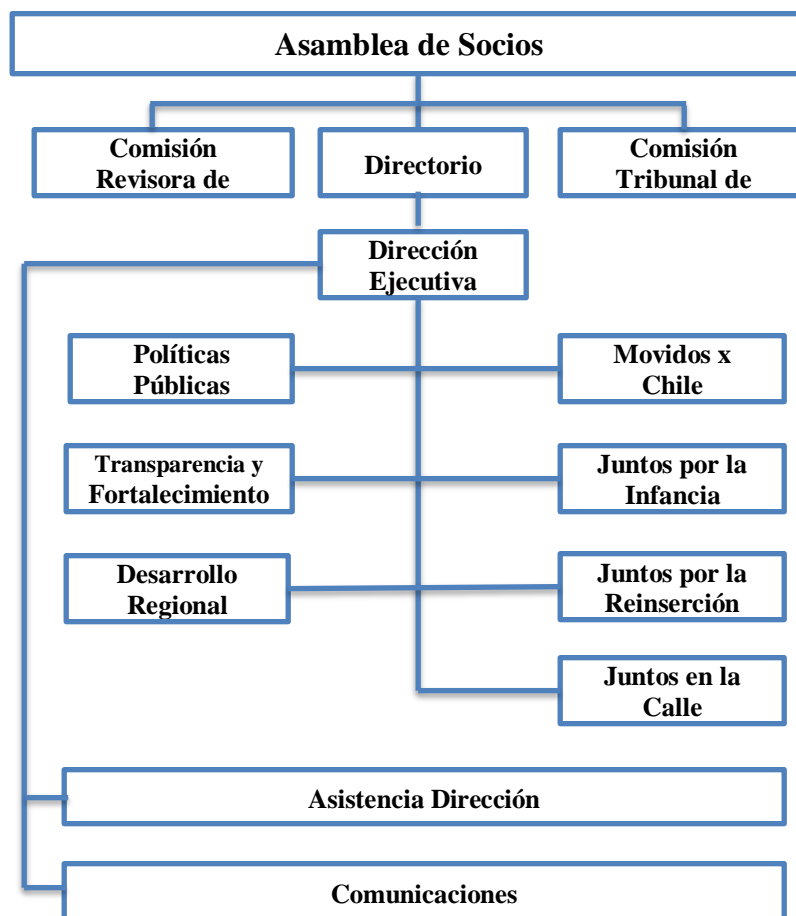 Asamblea de Socios
Comisión
Revisora de
Directorio
Comisión
Tribunal de
Dirección
Ejecutiva
Políticas
Públicas
Movidos x
Chile
Transparencia y
Fortalecimiento
Juntos por la
Infancia
Desarrollo
Regional
Juntos por la
Reinserción
Juntos en la
Calle
Asistencia Dirección
Comunicaciones